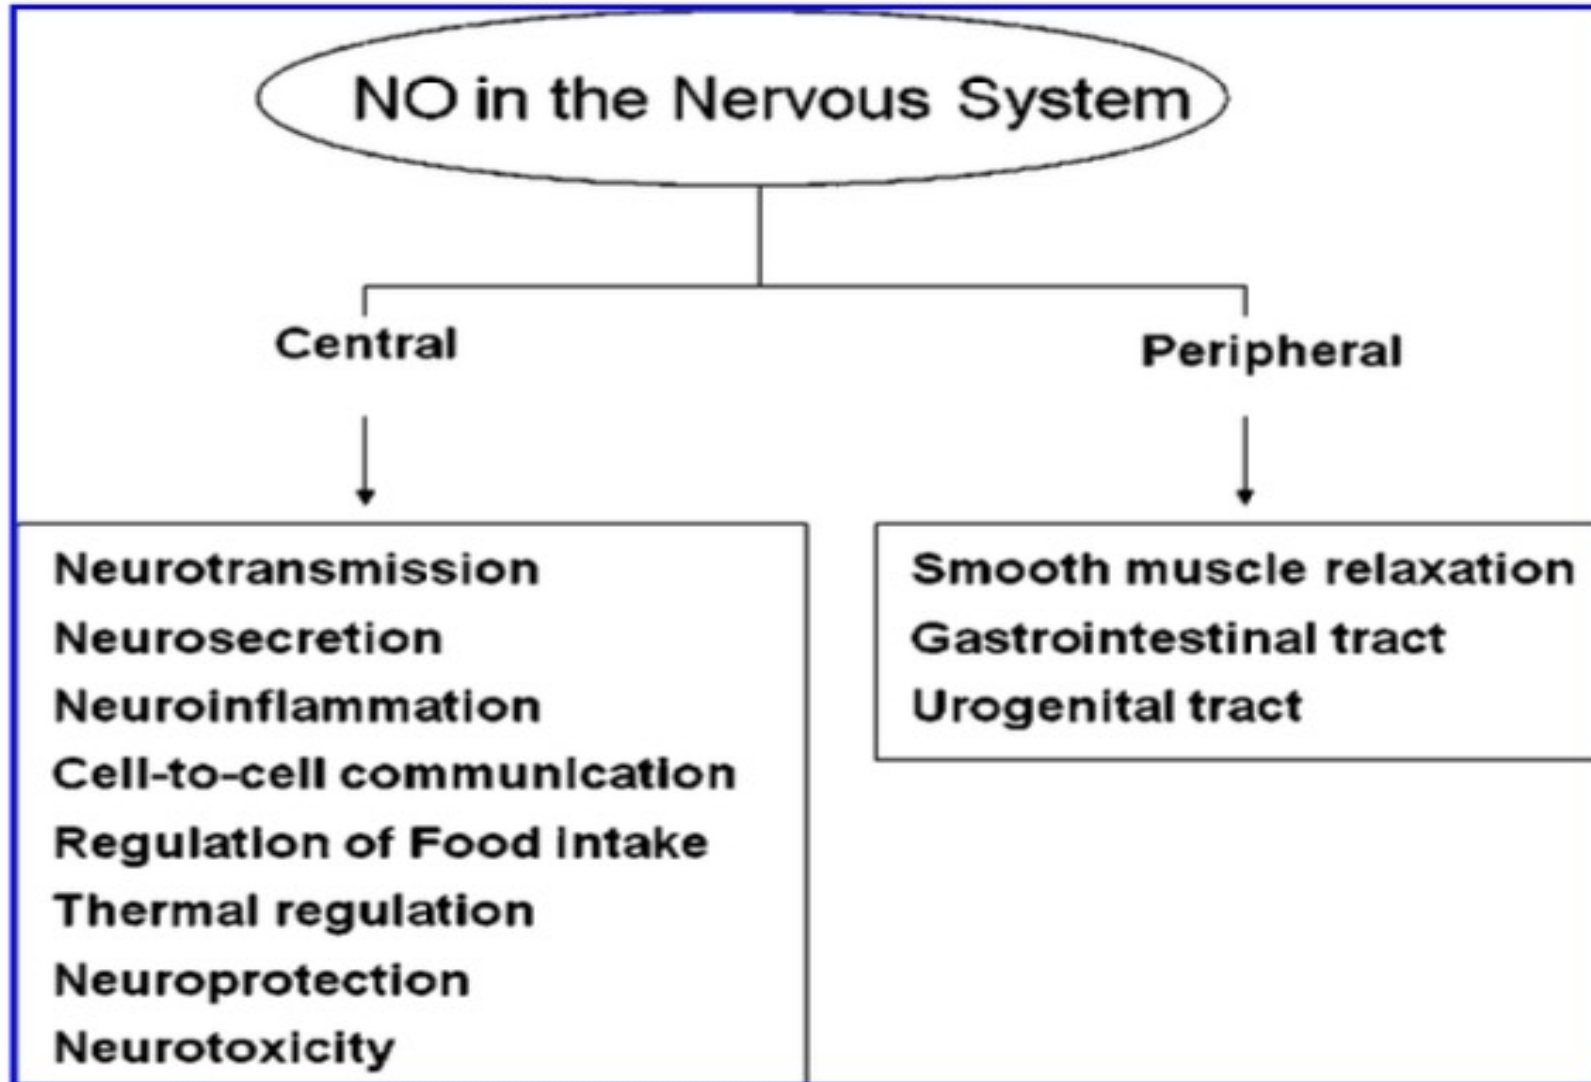 NO in the Nervous System
Central
Peripheral
Neurotransmission
Neurosecretion
Neuroinflammation
Cell-to-cell communication
Regulation of Food intake
Thermal regulation
Neuroprotection
Neurotoxicity
Smooth muscle relaxation
Gastrointestinal tract
Urogenital tract